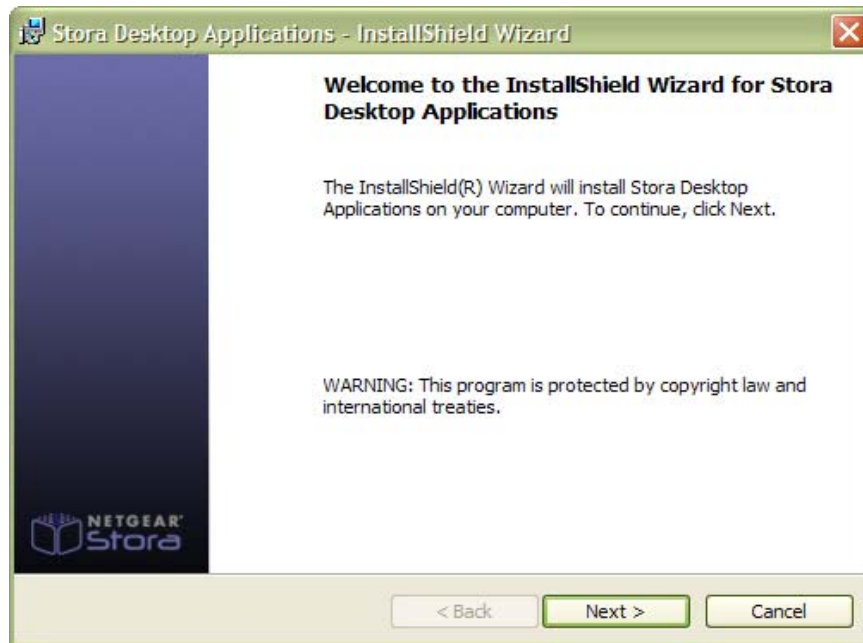 Stora Desktop Applications - InstallShield Wizard
Welcome to the InstallShield Wizard for Stora
Desktop Applications
The InstallShield(R) Wizard will install Stora Desktop
Applications on your computer. To continue, click Next.
WARNING: This program is protected by copyright law and
international treaties.
NETGEAR
Stora
< Back
Next >
Cancel